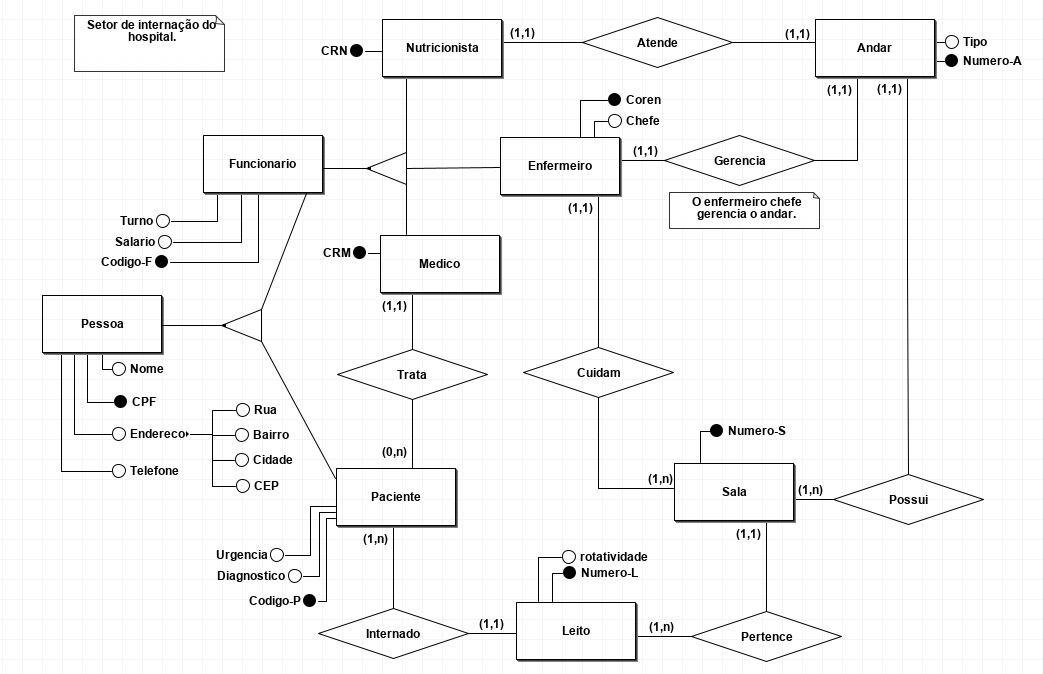 Setor de internação do
hospital.
CRN
Nutricionista
(1,1)
Atende
(1,1)
Andar
Tipo
Numero-A
(1,1)
(1,1)
Coren
Chefe
Funcionario
Enfermeiro
(1,1)
Gerencia
(1,1)
O enfermeiro chefe
gerencia o andar.
Turno
Salario
Codigo-F
CRM
Medico
(1,1)
Pessoa
Nome
CPF
Endereco
Rua
Bairro
Cidade
CEP
Telefone
Trata
Cuidam
(0,n)
Numero-S
Paciente
(1,n)
Sala
(1,n)
Possui
(1,n)
(1,1)
Urgencia
Diagnostico
Codigo-P
rotatividade
Numero-L
Internado
(1,1)
Leito
(1,n)
Pertence